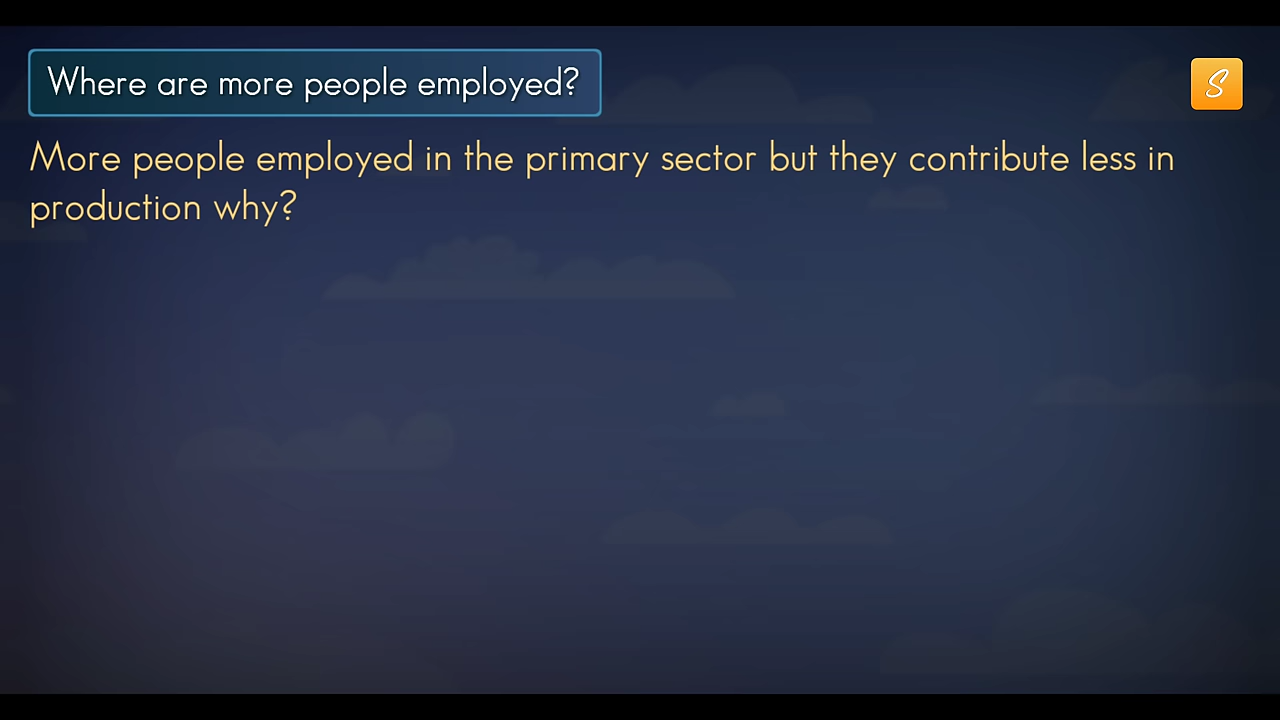 Where are more people employed?
S
More people employed in the primary sector but they contribute less in
production why?